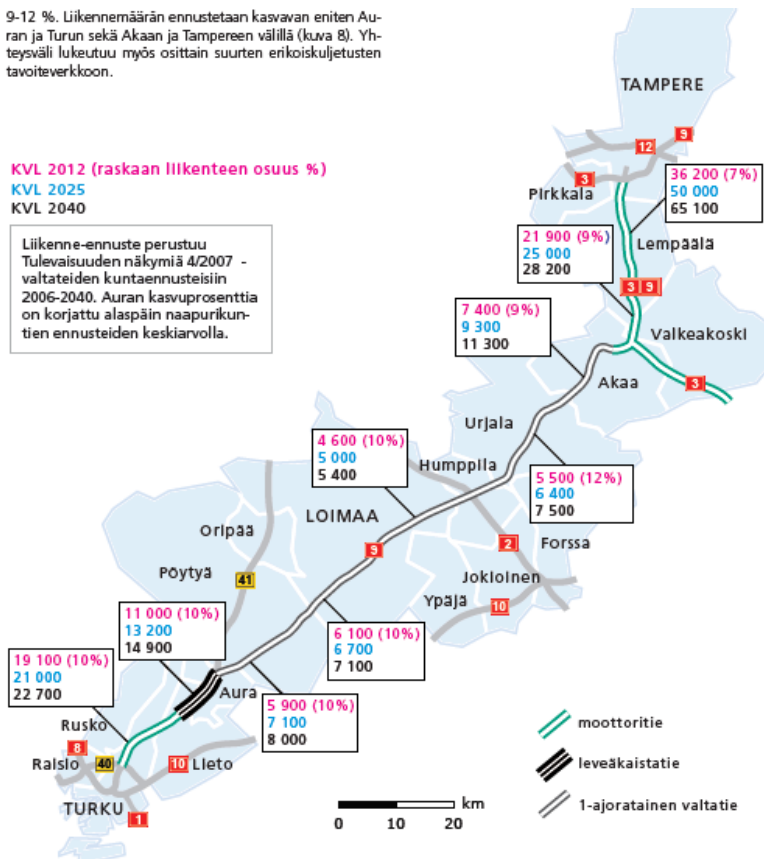 9-12 %. Liikennemäärän ennustetaan kasvavan eniten Au-
ran ja Turun sekä Akaan ja Tampereen välillä (kuva 8). Yh-
teysväli lukeutuu myös osittain suurten erikoiskuljetusten
tavoiteverkkoon.
TAMPERE
KVL 2012 (raskaan liikenteen osuus %)
KVL 2025
KVL 2040
Liikenne-ennuste perustuu
Tulevaisuuden näkymiä 4/2007 -
valtateiden kuntaennusteisiin
2006-2040. Auran kasvuprosenttia
on korjattu alaspäin naapurikun-
tien ennusteiden keskiarvolla.
9
12
3
Pirkkala
36 200 (7%)
50 000
65 100
21 900 (9%)
25 000
28 200
Lempäälä
3 9
7 400 (9%)
9 300
11 300
Valkeakoski
Akaa
3
Urjala
4 600 (10%)
5 000
5 400
Humppila
5 500 (12%)
6 400
7 500
LOIMAA
Oripää
9
2
Forssa
Pöytyä
41
Jokioinen
Ypäjä
10
11 000 (10%)
13 200
14 900
6 100 (10%)
6 700
7 100
19 100 (10%)
21 000
22 700
Aura
5 900 (10%)
7 100
8 000
Rusko
8
Raisio
40
10
Lieto
TURKU
1
moottoritie
leveäkaistatie
1-ajoratainen valtatie
km
0 10 20